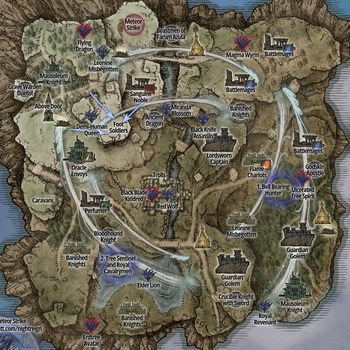 Meteor
Strike
Flying
Dragon
Beastmen of
Farum Azula
Leonine
Misbegotten
Magma Wyrm
Battlemages
Mausoleum
Knight
Grave Warden
Duelist
Sanguine
Noble
Battlemages
Above Door
Miranda
Blossom
Banished
Knights
Ancient
Dragon
Foot
Soldiers
Demi-Human
Queen
Black Knife
Assassin
Battlemages
Lordsworn
Captain
Oracle
Envoys
Flame
Chariots
Godskin
Apostle
Trolls
1. Bell Bearing
Hunter
Ulcerated
Tree Spirit
Caravans
Black Blade
Kindred
Red Wolf
Perfumer
Leonine
Misbegotten
Bloodhound
Knight
Banished
Knights
2. Tree Sentinel
and Royal
Cavalrymen
Golem
Guardian
Elder Lion
Guardian
Golem
Mausoleum
Knight
Crucible Knight
with Sword
Royal
Revenant
Banished
Knights
Meteor Strike
tt.com/nightreign
Erdtree
Avatar